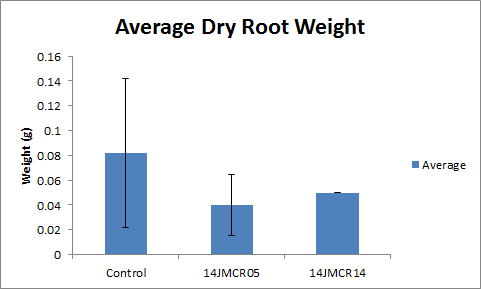 Average Dry Root Weight
0.16
0.14
0.12
0.1
0.08
0.06
0.04
0.02
0
Weight (g)
Control
14JMCR05
14JMCR14
Average